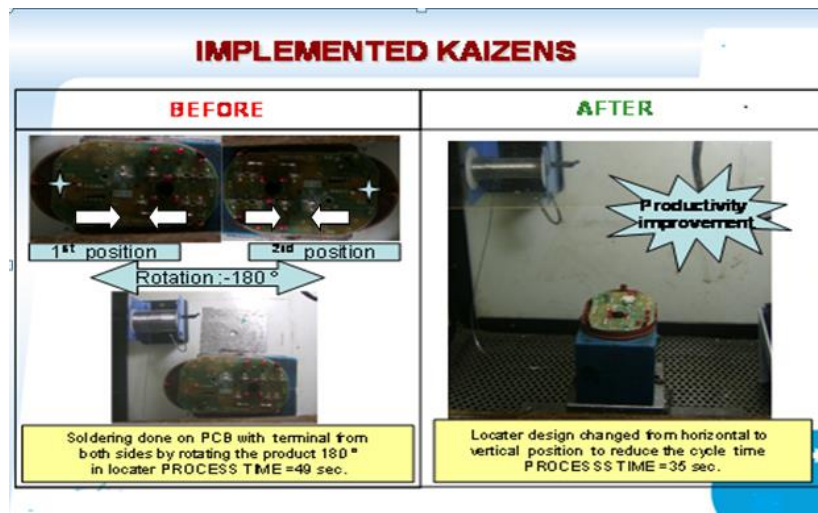 IMPLEMENTED KAIZENS
BEFORE
1st position
2nd position
Rotation :-180°
Soldering done on PCB with terminal from
both sides by rotating the product 180°
in locater PROCESS TIME =49 sec.
AFTER
Productivity
improvement
Locater design changed from horizontal to
vertical position to reduce the cycle time
PROCESSS TIME =35 sec.